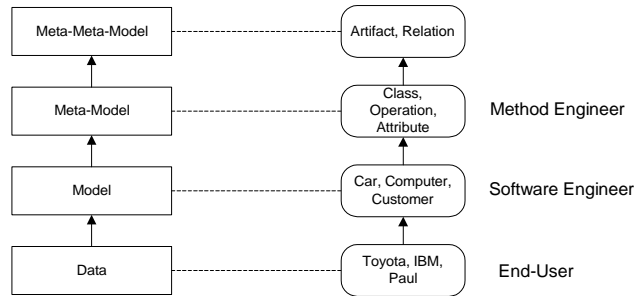 Meta-Meta-Model
Artifact, Relation
Meta-Model
Class,
Operation,
Attribute
Method Engineer
Model
Car, Computer,
Customer
Software Engineer
Data
Toyota, IBM,
Paul
End-User